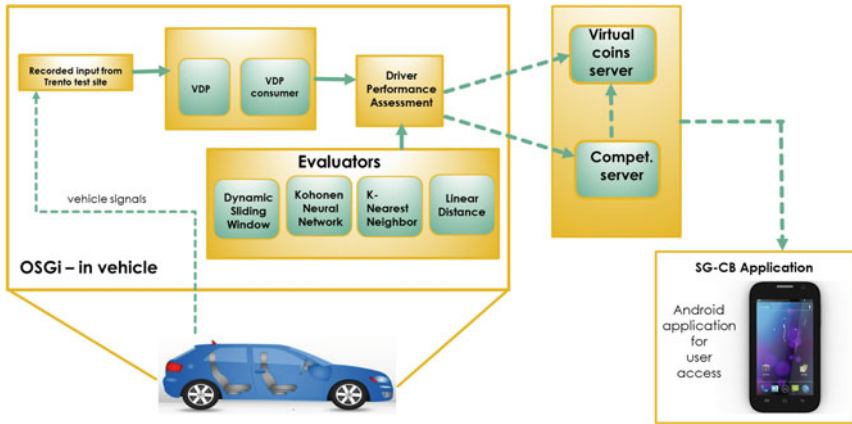 Recorded input from
Trento test site
VDP
VDP
consumer
Driver
Performance
Assessment
Evaluators
Dynamic
Sliding
Window
Kohonen
Neural
Network
K-
Nearest
Neighbor
Linear
Distance
vehicle signals
OSGi – in vehicle
Virtual
coins
server
Compet.
server
SG-CB Application
Android
application
for
user
access